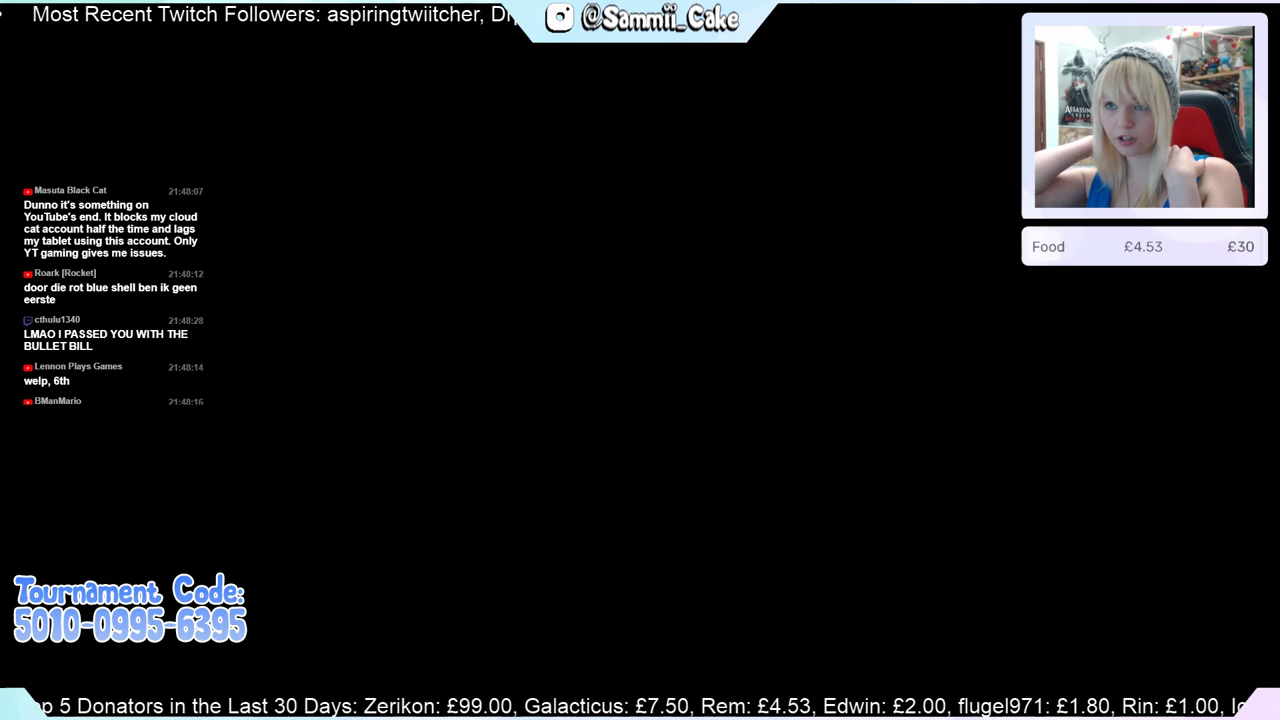 Most Recent Twitch Followers: aspiringtwiitcher,
@Sammii_Cake
ASSASSIN'S
Food £4.53 £30
Masuta Black Cat 21:48:07
Dunno it's something on
YouTube's end. It blocks my cloud
cat account half the time and lags
my tablet using this account. Only
YT gaming gives me issues.
Roark [Rocket] 21:48:12
door die rot blue shell ben ik geen
eerste
cthulu1340 21:48:28
LMAO I PASSED YOU WITH THE
BULLET BILL
Lennon Plays Games 21:48:14
welp, 6th
BManMario 21:48:16
Tournament Code:
5010-0995-6395
op 5 Donators in the Last 30 Days: Zerikon: £99.00, Galacticus: £7.50, Rem: £4.53, Edwin: £2.00, flugel971: £1.80, Rin: £1.00,